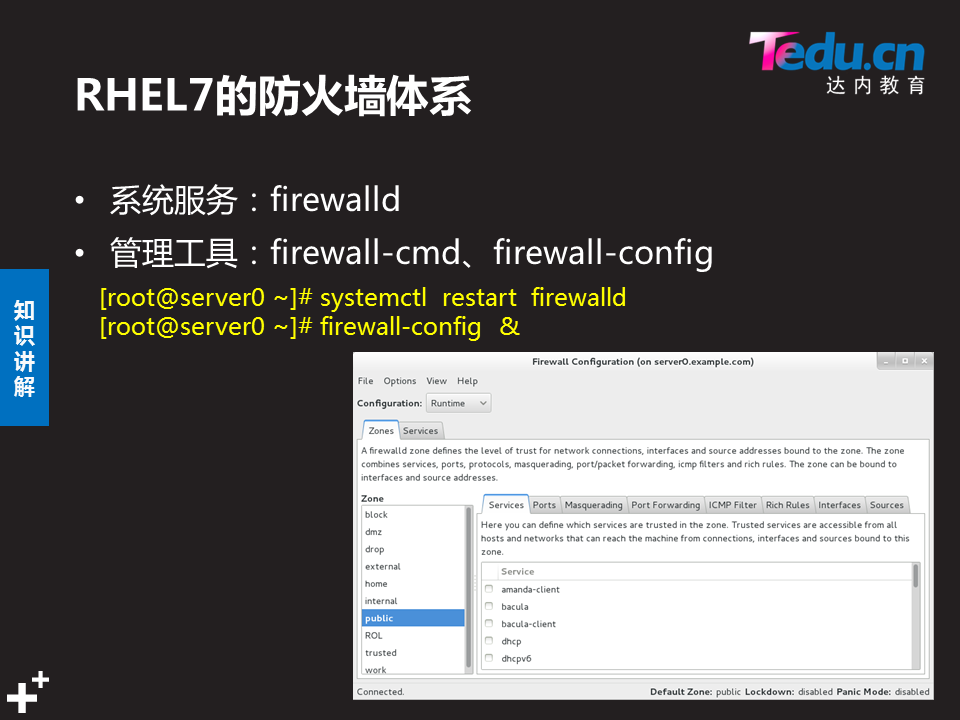 Tedu.cn
达内教育
RHEL7的防火墙体系
• 系统服务：firewalld
• 管理工具：firewall-cmd、firewall-config
[root@server0 ~]# systemctl restart firewalld
[root@server0 ~]# firewall-config &
知识讲解
Firewall Configuration (on server0.example.com)
File Options View Help
Configuration: Runtime
Zones Services
A firewalld zone defines the level of trust for network connections, interfaces and source addresses bound to the zone. The zone
combines services, ports, protocols, masquerading, port/packet forwarding, icmp filters and rich rules. The zone can be bound to
interfaces and source addresses.
Zone
block
dmz
drop
external
home
internal
public
ROL
trusted
work
Services Ports Masquerading Port Forwarding ICMP Filter Rich Rules Interfaces Sources
Here you can define which services are trusted in the zone. Trusted services are accessible from all
hosts and networks that can reach the machine from connections, interfaces and sources bound to this
zone.
Service
amanda-client
bacula
bacula-client
dhcp
dhcpv6
Connected.
Default Zone: public Lockdown: disabled Panic Mode: disabled